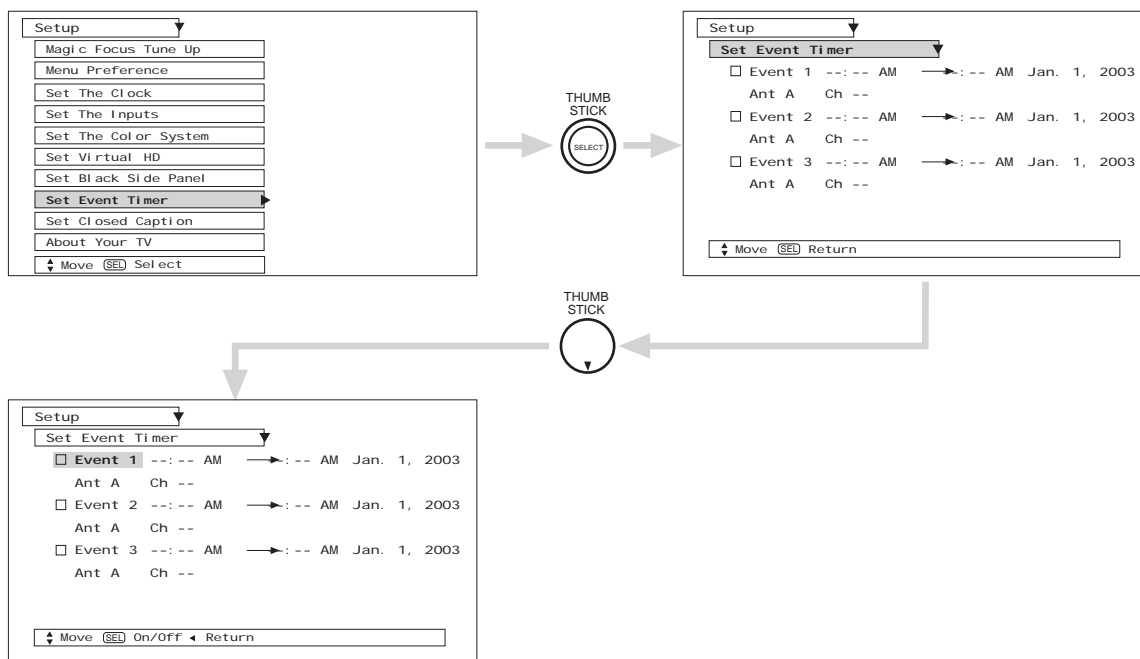 Setup
Magic Focus Tune Up
Menu Preference
Set The Clock
Set The Inputs
Set The Color System
Set Virtual HD
Set Black Side Panel
Set Event Timer
Set Closed Caption
About Your TV
Move SEL Select
THUMB
STICK
SELECT
Setup
Set Event Timer
Event 1 --:-- AM -:-- AM Jan. 1, 2003
Ant A Ch --
Event 2 --:-- AM -:-- AM Jan. 1, 2003
Ant A Ch --
Event 3 --:-- AM -:-- AM Jan. 1, 2003
Ant A Ch --
Move SEL Return
THUMB
STICK
Setup
Set Event Timer
Event 1 --:-- AM -:-- AM Jan. 1, 2003
Ant A Ch --
Event 2 --:-- AM -:-- AM Jan. 1, 2003
Ant A Ch --
Event 3 --:-- AM -:-- AM Jan. 1, 2003
Ant A Ch --
Move SEL On/Off Return